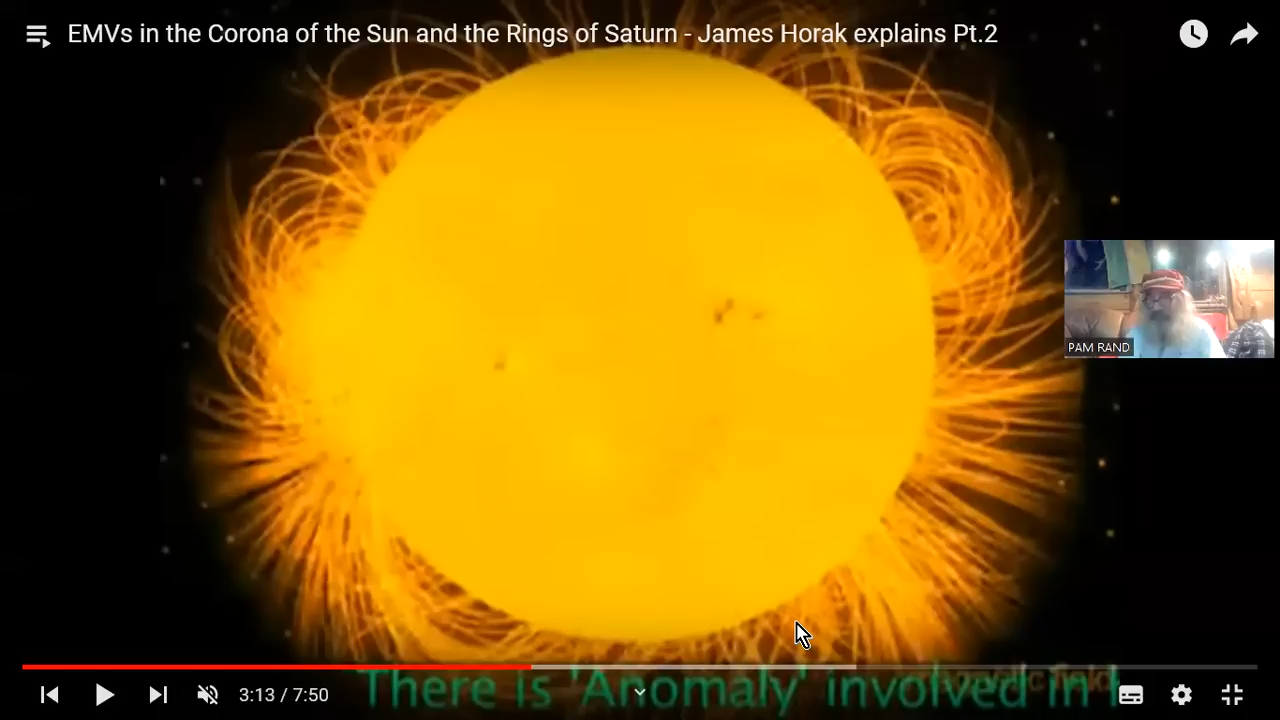 EMVs in the Corona of the Sun and the Rings of Saturn - James Horak explains Pt.2
PAM RAND
3:13 / 7:50
There is 'Anomaly' involved in